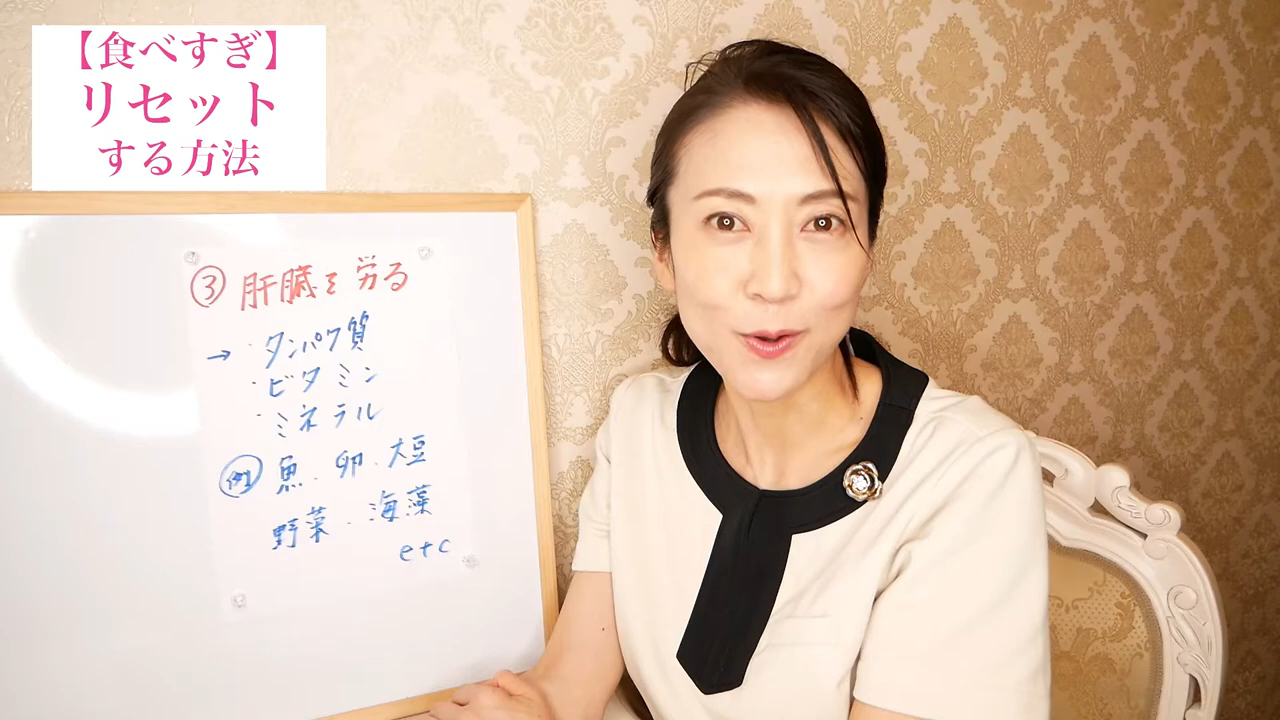 【食べすぎ】
リセット
する方法
③ 肝臓を労る
→ ・タンパク質
・ビタミン
・ミネラル
例 魚、卵、大豆
野菜、海藻
etc